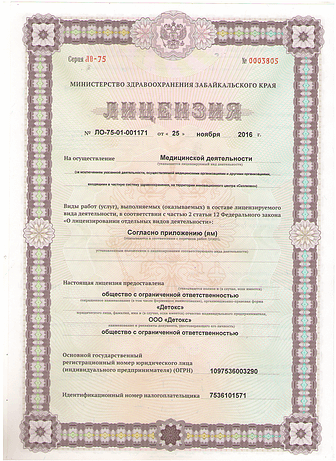 Серия ЛО-75
№ 0003805
МИНИСТЕРСТВО ЗДРАВООХРАНЕНИЯ ЗАБАЙКАЛЬСКОГО КРАЯ
ЛИЦЕНЗИЯ
№ ЛО-75-01-001171 от « 25 » ноября 2016 г.
На осуществление Медицинской деятельности
(за исключением указанной деятельности, осуществляемой медицинскими организациями и другими организациями,
входящими в частную систему здравоохранения, на территории инновационного центра «Сколково»)
Виды работ (услуг), выполняемых (оказываемых) в составе лицензируемого
вида деятельности, в соответствии с частью 2 статьи 12 Федерального закона
«О лицензировании отдельных видов деятельности»:
Согласно приложению (ям)
Настоящая лицензия предоставлена
общество с ограниченной ответственностью
«Детокс»
ООО «Детокс»
общество с ограниченной ответственностью
Основной государственный
регистрационный номер юридического лица
(индивидуального предпринимателя) (ОГРН) 1097536003290
Идентификационный номер налогоплательщика 7536101571